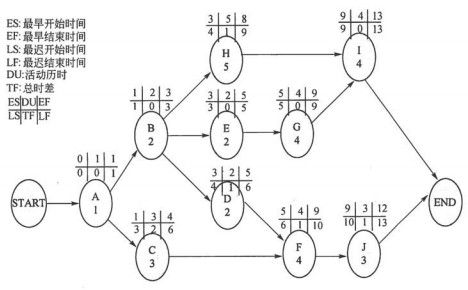 ES: 最早开始时间
EF: 最早结束时间
LS: 最迟开始时间
LF: 最迟结束时间
DU:活动历时
TF: 总时差
ES DU EF
LS TF LF
START
0 1 1
0 0 1
A
1
1 2 3
1 0 3
B
2
1 3 4
3 2 6
C
3
3 5 8
4 1 9
H
5
3 2 5
3 0 5
E
2
3 2 5
4 1 6
D
2
5 4 9
5 0 9
G
4
5 4 9
6 1 10
F
4
9 4 13
9 0 13
I
4
9 3 12
10 1 13
J
3
END